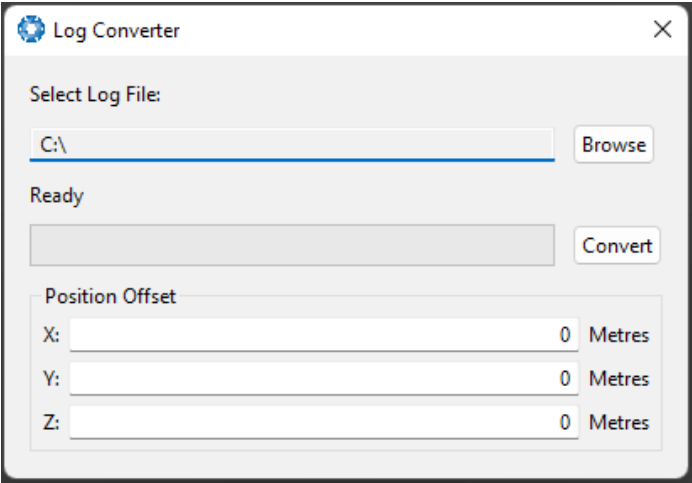 Log Converter
Select Log File:
C:\ Browse
Ready
Convert
Position Offset
X: 0 Metres
Y: 0 Metres
Z: 0 Metres